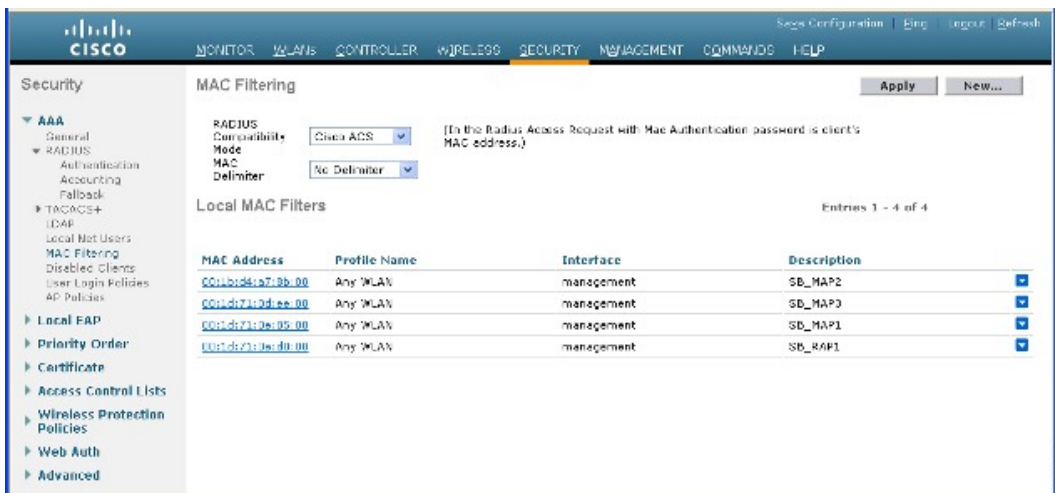 Save Configuration | Ping | Logout | Refresh
CISCO
MONITOR WLANs CONTROLLER WIRELESS SECURITY MANAGEMENT COMMANDS HELP
Security
MAC Filtering
Apply
New...
AAA
General
RADIUS
Authentication
Accounting
Fallback
TACACS+
LDAP
Local Net Users
MAC Filtering
Disabled Clients
User Login Policies
AP Policies
Local EAP
Priority Order
Certificate
Access Control Lists
Wireless Protection
Policies
Web Auth
Advanced
RADIUS
Compatibility
Mode
Cisco ACS
(In the Radius Access Request with Mac Authentication password is client's
MAC address.)
MAC
Delimiter
No Delimiter
Local MAC Filters
Entries 1 - 4 of 4
MAC Address Profile Name Interface Description
Any WLAN management SB_MAP2
Any WLAN management SB_MAP3
Any WLAN management SB_MAP1
Any WLAN management SB_RAP1